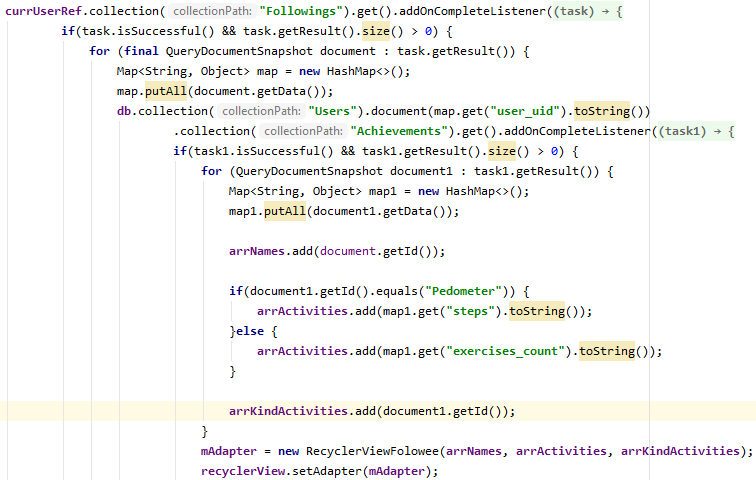 currUserRef.collection( collectionPath: "Followings").get().addOnCompleteListener((task) → {
if(task.isSuccessful() && task.getResult().size() > 0) {
for (final QueryDocumentSnapshot document : task.getResult()) {
Map<String, Object> map = new HashMap<>();
map.putAll(document.getData());
db.collection( collectionPath: "Users").document(map.get("user_uid").toString())
.collection( collectionPath: "Achievements").get().addOnCompleteListener((task1) → {
if(task1.isSuccessful() && task1.getResult().size() > 0) {
for (QueryDocumentSnapshot document1 : task1.getResult()) {
Map<String, Object> map1 = new HashMap<>();
map1.putAll(document1.getData());
arrNames.add(document.getId());
if(document1.getId().equals("Pedometer")) {
arrActivities.add(map1.get("steps").toString());
}else {
arrActivities.add(map1.get("exercises_count").toString());
}
arrKindActivities.add(document1.getId());
}
mAdapter = new RecyclerViewFolowee(arrNames, arrActivities, arrKindActivities);
recyclerView.setAdapter(mAdapter);